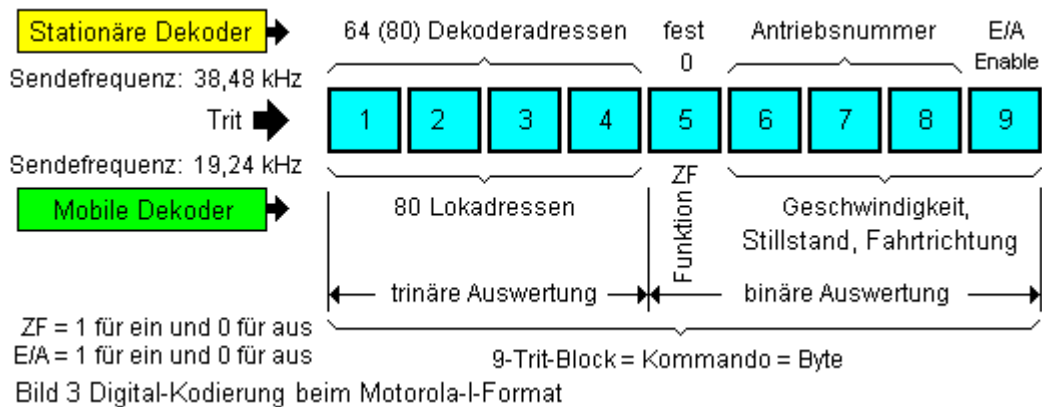 Stationäre Dekoder
64 (80) Dekoderadressen fest Antriebsnummer E/A
0 Enable
Sendefrequenz: 38,48 kHz
Trit 1 2 3 4 5 6 7 8 9
Sendefrequenz: 19,24 kHz
Mobile Dekoder
80 Lokadressen
ZF
Funktion
Geschwindigkeit,
Stillstand, Fahrtrichtung
trinäre Auswertung binäre Auswertung
ZF = 1 für ein und 0 für aus
E/A = 1 für ein und 0 für aus
9-Trit-Block = Kommando = Byte
Bild 3 Digital-Kodierung beim Motorola-I-Format